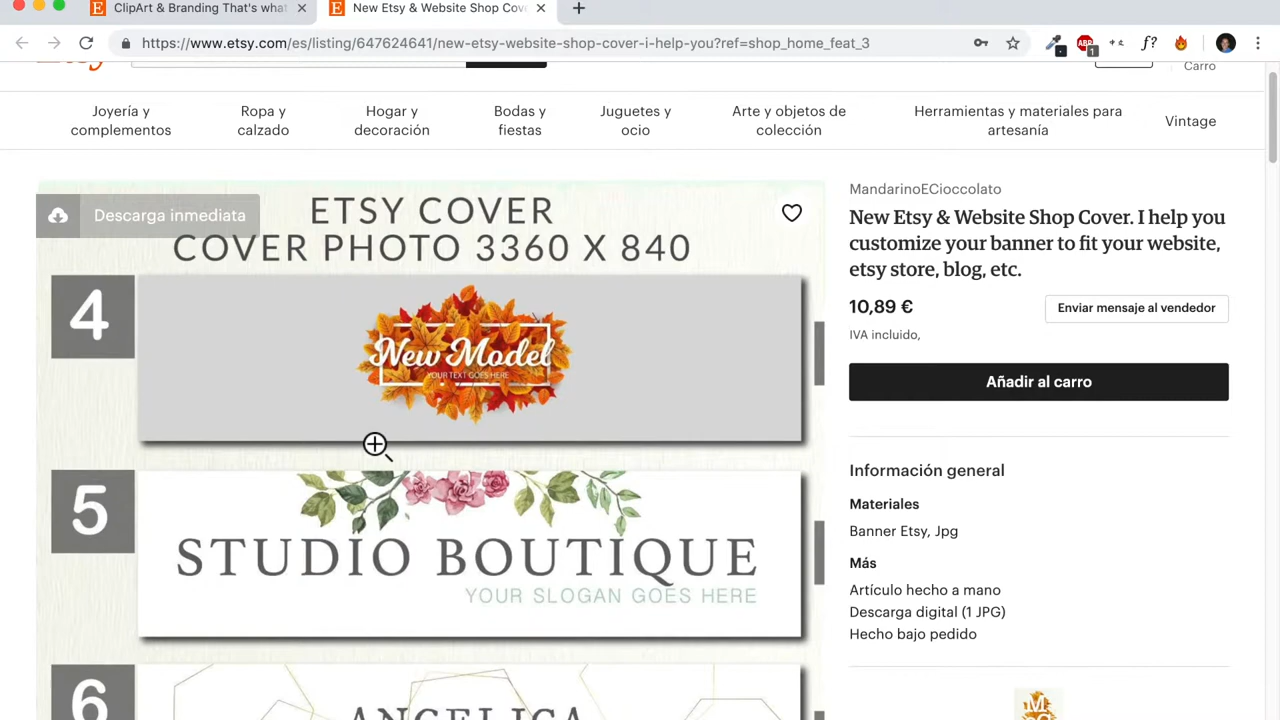 ClipArt & Branding That's what
New Etsy & Website Shop Cov
https://www.etsy.com/es/listing/647624641/new-etsy-website-shop-cover-i-help-you?ref=shop_home_feat_3
ABP
1
f?
Etsy
Carro
Joyería y complementos
Ropa y calzado
Hogar y decoración
Bodas y fiestas
Juguetes y ocio
Arte y objetos de colección
Herramientas y materiales para artesanía
Vintage
Descarga inmediata
ETSY COVER
COVER PHOTO 3360 X 840
4
New Model
YOUR TEXT GOES HERE
5
STUDIO BOUTIQUE
YOUR SLOGAN GOES HERE
6
ANGELICA
MandarinoECioccolato
New Etsy & Website Shop Cover. I help you
customize your banner to fit your website,
etsy store, blog, etc.
10,89 €
Enviar mensaje al vendedor
IVA incluido,
Añadir al carro
Información general
Materiales
Banner Etsy, Jpg
Más
Artículo hecho a mano
Descarga digital (1 JPG)
Hecho bajo pedido